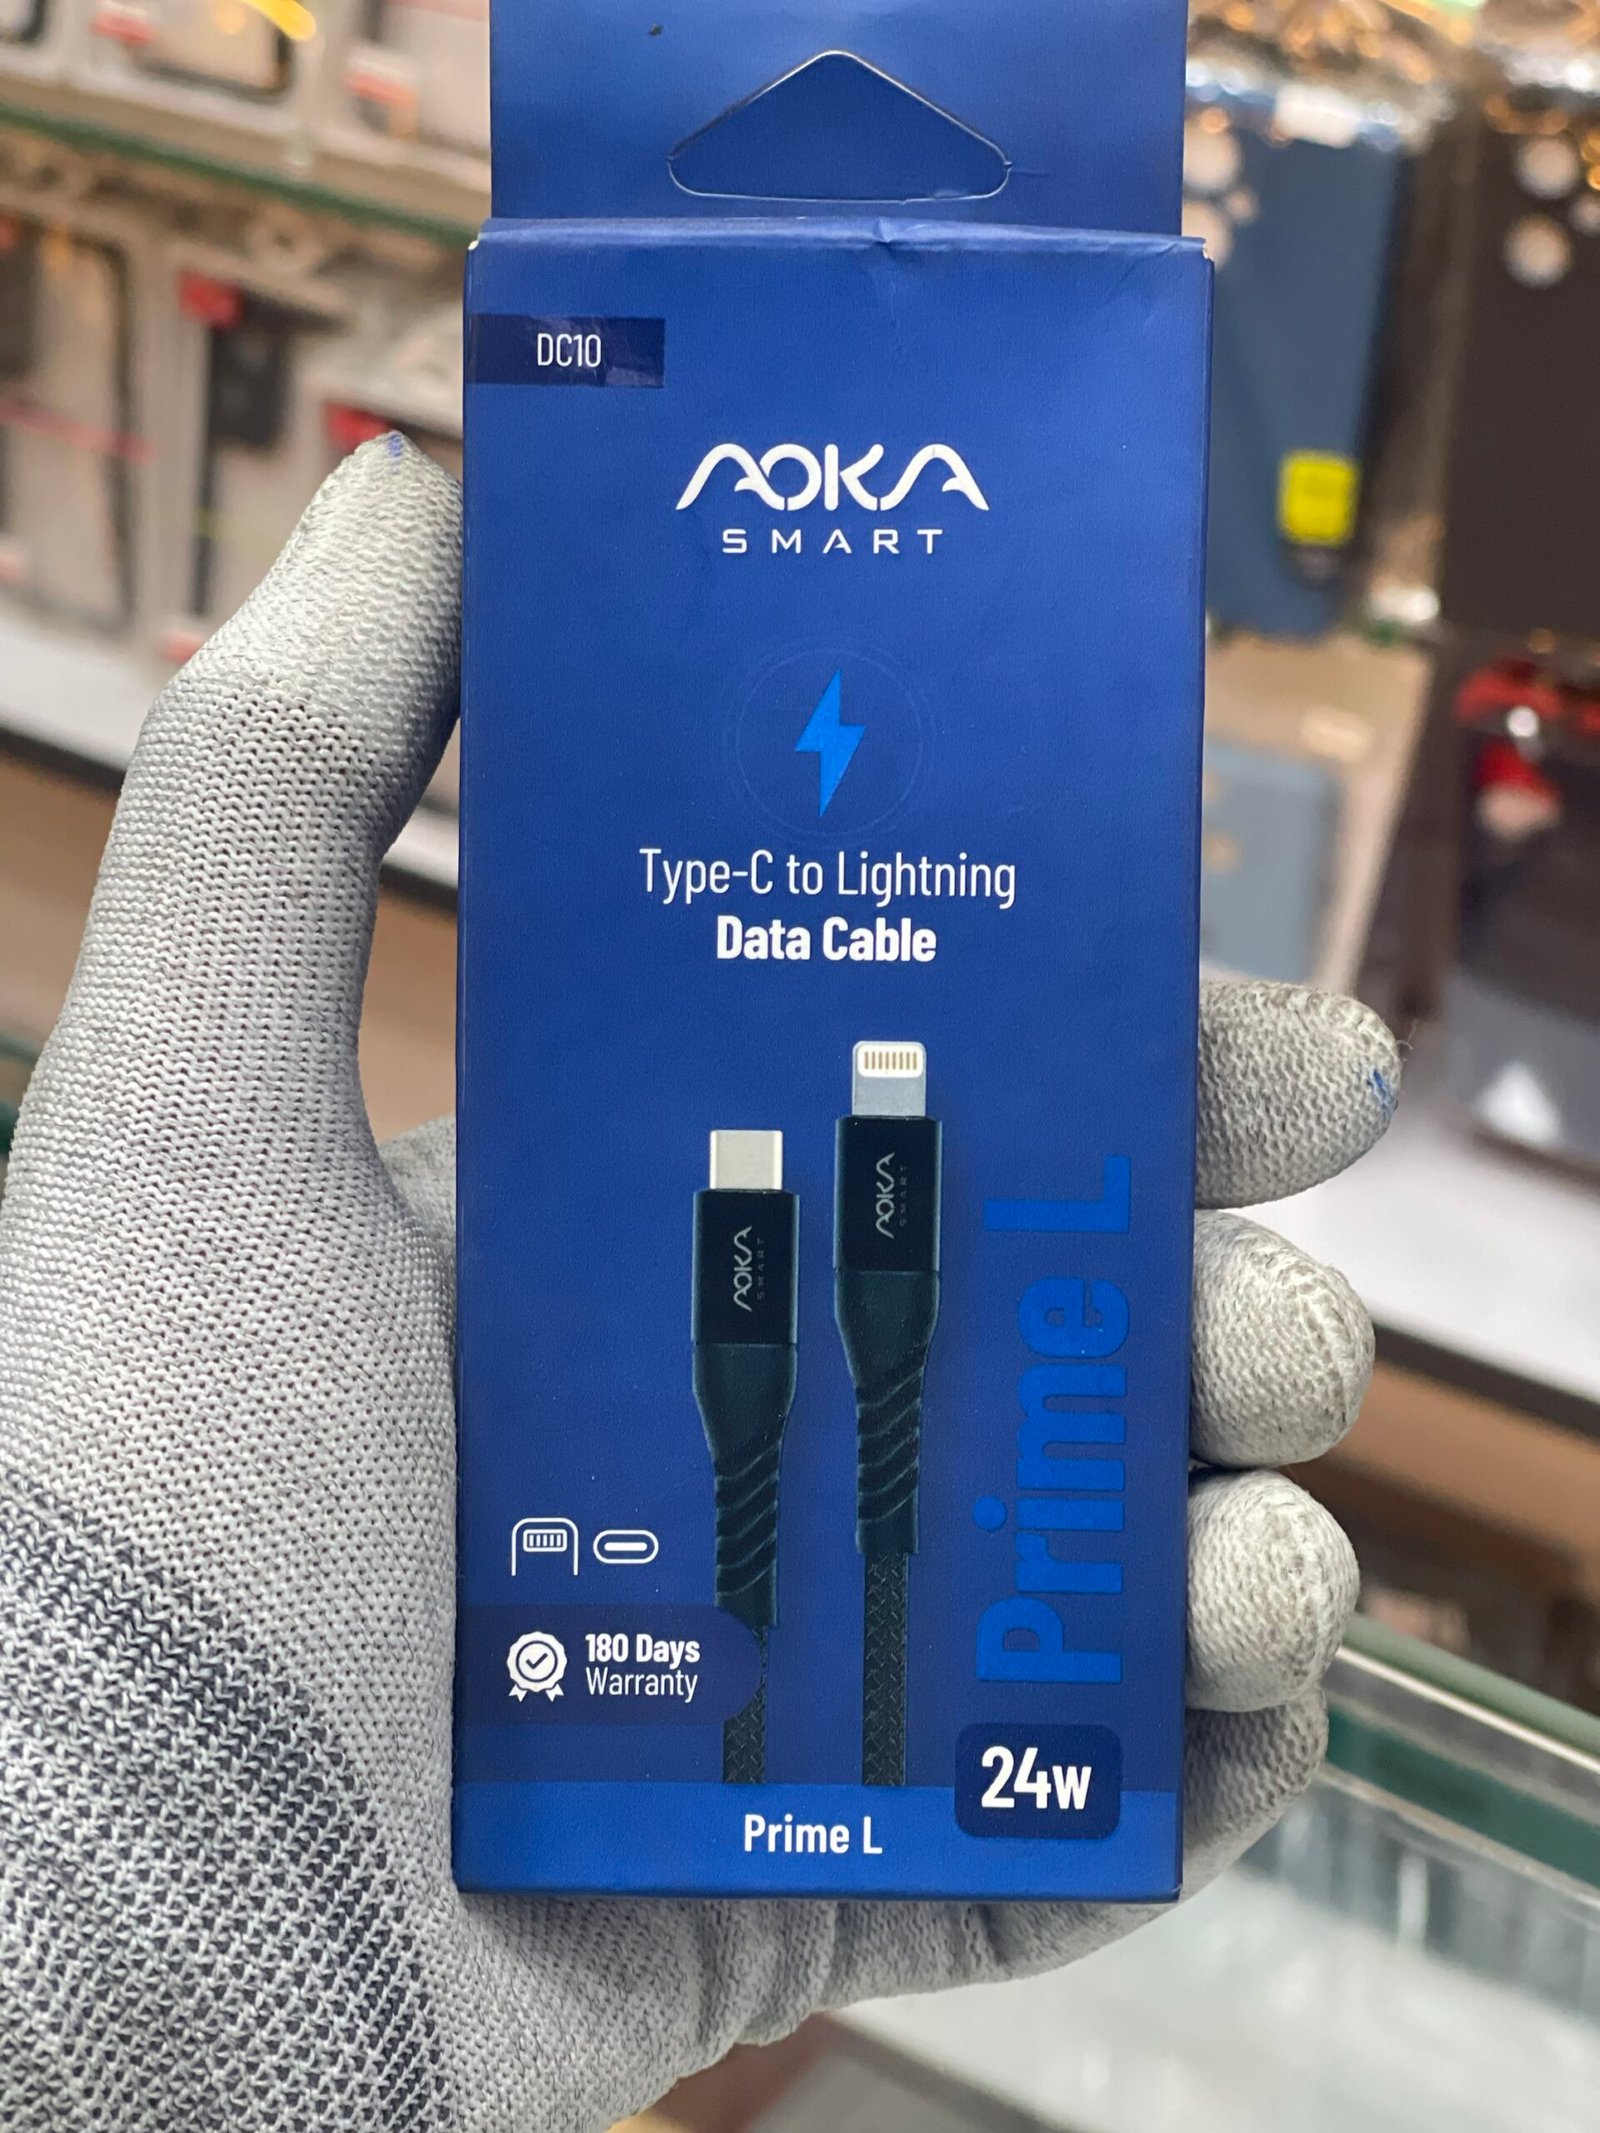 DC10
AOKA
SMART
Type-C to Lightning
Data Cable
AOKA
SMART
AOKA
SMART
Prime L
180 Days
Warranty
24w
Prime L